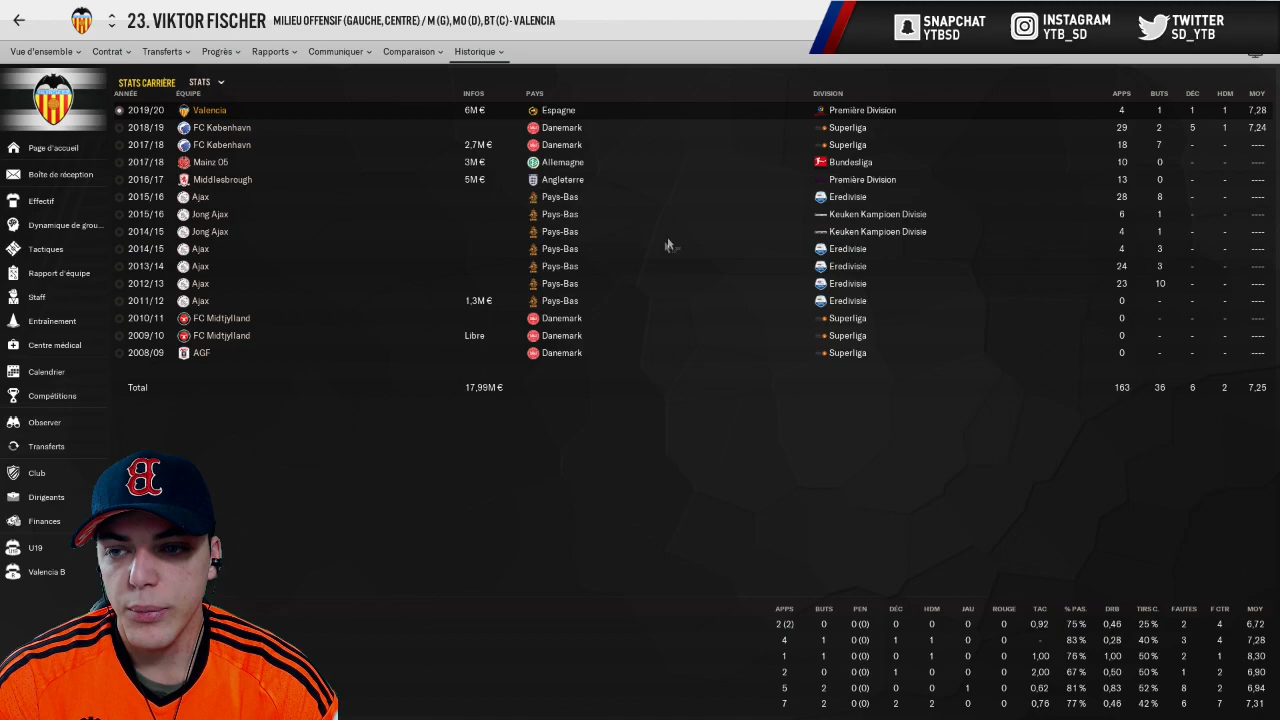 23. VIKTOR FISCHER MILIEU OFFENSIF (GAUCHE, CENTRE) / M (G), MO (D), BT (C) - VALENCIA
SNAPCHAT YTBSD
INSTAGRAM YTB_SD
TWITTER SD_YTB
Vue d'ensemble Contrat Transferts Progrès Rapports Communiquer Comparaison Historique
STATS CARRIÈRE STATS
ANNÉE ÉQUIPE INFOS PAYS DIVISION APPS BUTS DÉC HDM MOY
2019/20 Valencia 6M € Espagne Première Division 4 1 1 1 7,28
2018/19 FC København Danemark Superliga 29 2 5 1 7,24
2017/18 FC København 2,7M € Danemark Superliga 18 7 - - ----
2017/18 Mainz 05 3M € Allemagne Bundesliga 10 0 - - ----
2016/17 Middlesbrough 5M € Angleterre Première Division 13 0 - - ----
2015/16 Ajax Pays-Bas Eredivisie 28 8 - - ----
2015/16 Jong Ajax Pays-Bas Keuken Kampioen Divisie 6 1 - - ----
2014/15 Jong Ajax Pays-Bas Keuken Kampioen Divisie 4 1 - - ----
2014/15 Ajax Pays-Bas Eredivisie 4 3 - - ----
2013/14 Ajax Pays-Bas Eredivisie 24 3 - - ----
2012/13 Ajax Pays-Bas Eredivisie 23 10 - - ----
2011/12 Ajax 1,3M € Pays-Bas Eredivisie 0 - - - ----
2010/11 FC Midtjylland Danemark Superliga 0 - - - ----
2009/10 FC Midtjylland Libre Danemark Superliga 0 - - - ----
2008/09 AGF Danemark Superliga 0 - - - ----
Total 17,99M € 163 36 6 2 7,25
Page d'accueil
Boîte de réception
Effectif
Dynamique de grou...
Tactiques
Rapport d'équipe
Staff
Entraînement
Centre médical
Calendrier
Compétitions
Observer
Transferts
Club
Dirigeants
Finances
U19
Valencia B
B
APPS BUTS PEN DÉC HDM JAU ROUGE TAC % PAS. DRB TIRS C. FAUTES F CTR MOY
2 (2) 0 0 (0) 0 0 0 0 0,92 75 % 0,46 25 % 2 4 6,72
4 1 0 (0) 1 1 0 0 - 83 % 0,28 40 % 3 4 7,28
1 1 0 (0) 0 1 0 0 1,00 76 % 1,00 50 % 2 1 8,30
2 0 0 (0) 1 0 0 0 2,00 67 % 0,50 50 % 1 2 6,90
5 2 0 (0) 0 0 1 0 0,62 81 % 0,83 52 % 8 2 6,94
7 2 0 (0) 2 2 0 0 0,76 77 % 0,46 42 % 6 7 7,31